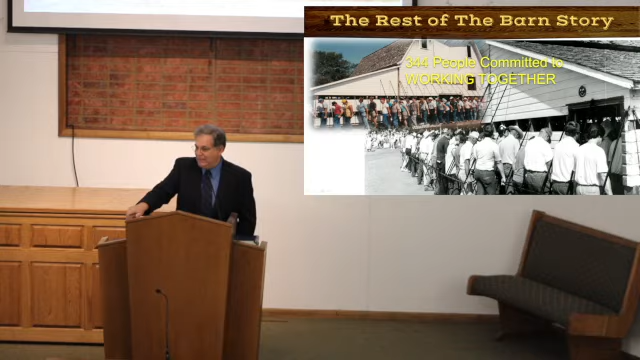 The Rest of The Barn Story
344 People Committed to
WORKING TOGETHER